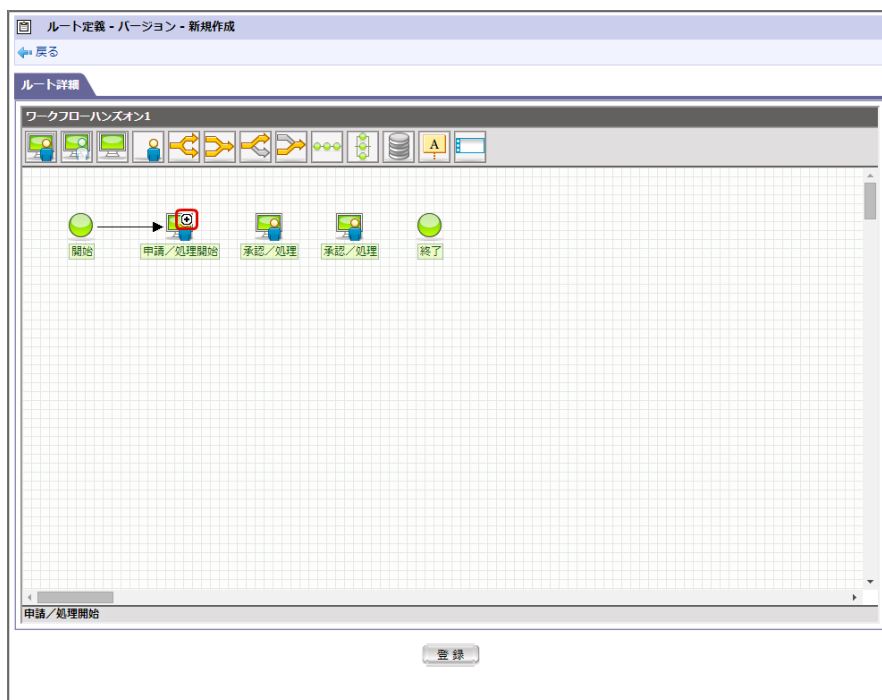 ルート定義 - バージョン - 新規作成
戻る
ルート詳細
ワークフローハンズオン1
A
開始
申請／処理開始
承認／処理
承認／処理
終了
申請／処理開始
登録